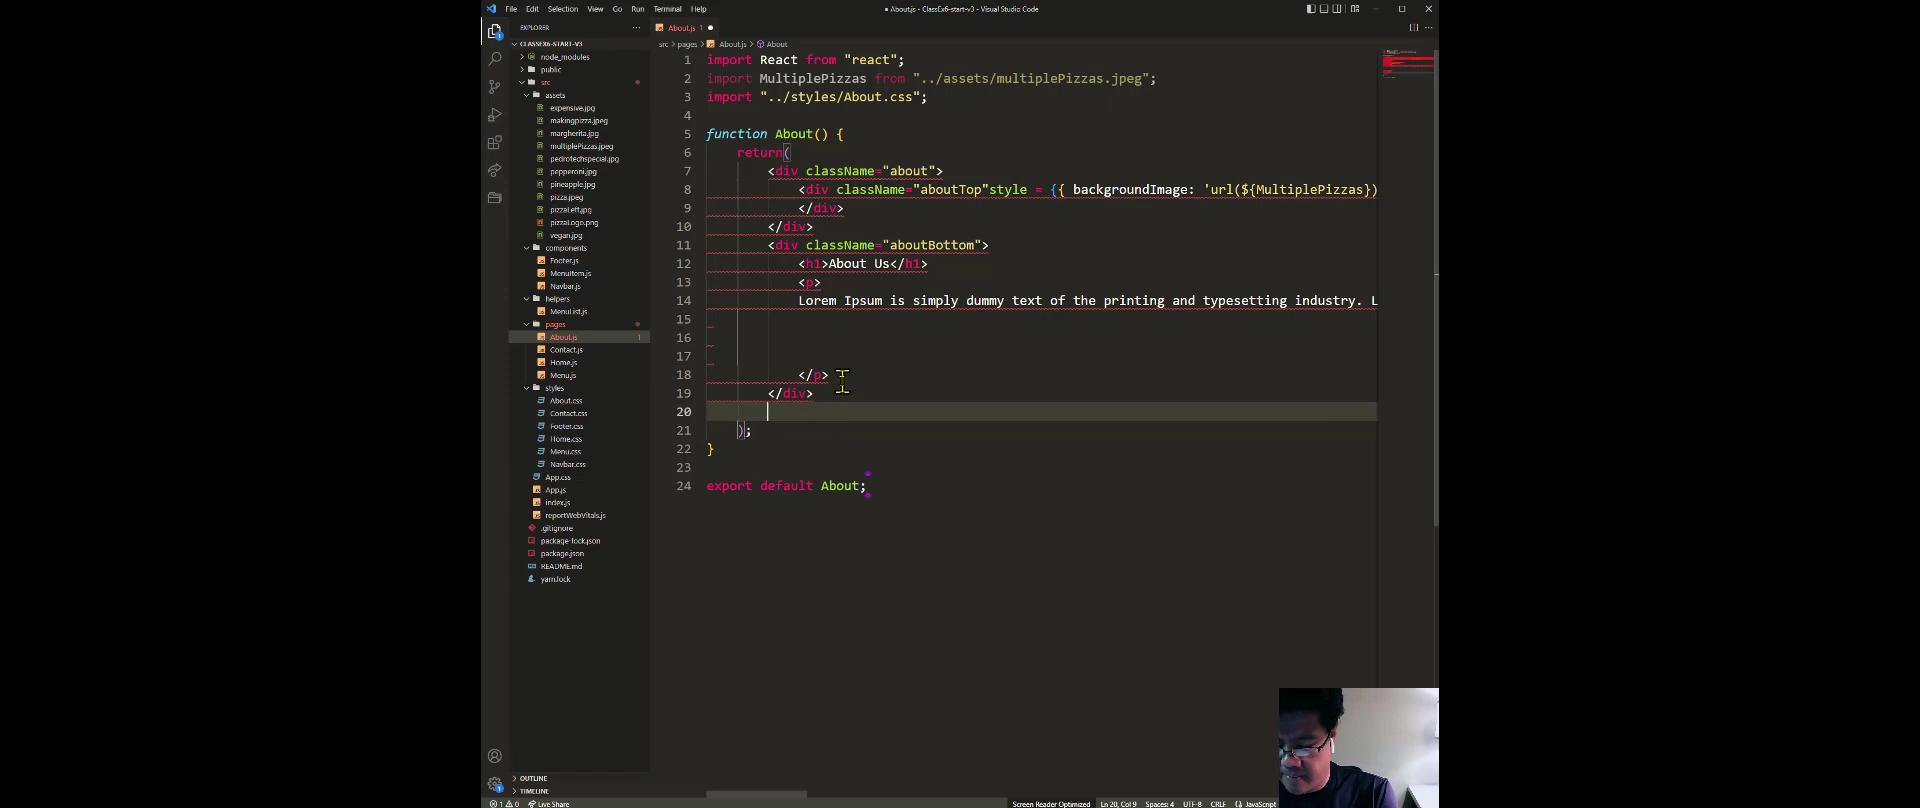 File Edit Selection View Go Run Terminal Help
● About.js - ClassEx6-start-v3 - Visual Studio Code
EXPLORER
About.js 1 ●
CLASSEX6-START-V3
src > pages > About.js > About
node_modules
public
src
assets
expensive.jpg
makingpizza.jpeg
margherita.jpg
multiplePizzas.jpeg
pedrotechspecial.jpg
pepperoni.jpg
pineapple.jpg
pizza.jpeg
pizzaLeft.jpg
pizzaLogo.png
vegan.jpg
components
Footer.js
MenuItem.js
Navbar.js
helpers
MenuList.js
pages
About.js 1
Contact.js
Home.js
Menu.js
styles
About.css
Contact.css
Footer.css
Home.css
Menu.css
Navbar.css
App.css
App.js
index.js
reportWebVitals.js
.gitignore
package-lock.json
package.json
README.md
yarn.lock
OUTLINE
TIMELINE
1 import React from "react";
2 import MultiplePizzas from "../assets/multiplePizzas.jpeg";
3 import "../styles/About.css";
4
5 function About() {
6 return(
7 <div className="about">
8 <div className="aboutTop"style = {{ backgroundImage: 'url(${MultiplePizzas})
9 </div>
10 </div>
11 <div className="aboutBottom">
12 <h1>About Us</h1>
13 <p>
14 Lorem Ipsum is simply dummy text of the printing and typesetting industry. L
15
16
17
18 </p>
19 </div>
20
21 );
22 }
23
24 export default About;
1 0 Live Share Screen Reader Optimized Ln 20, Col 9 Spaces: 4 UTF-8 CRLF JavaScript